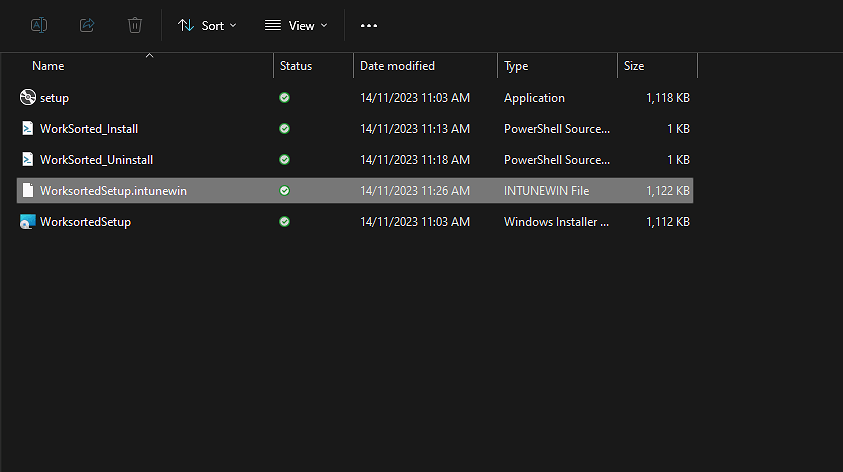 Sort View
Name Status Date modified Type Size
setup 14/11/2023 11:03 AM Application 1,118 KB
WorkSorted_Install 14/11/2023 11:13 AM PowerShell Source... 1 KB
WorkSorted_Uninstall 14/11/2023 11:18 AM PowerShell Source... 1 KB
WorksortedSetup.intunewin 14/11/2023 11:26 AM INTUNEWIN File 1,122 KB
WorksortedSetup 14/11/2023 11:03 AM Windows Installer ... 1,112 KB